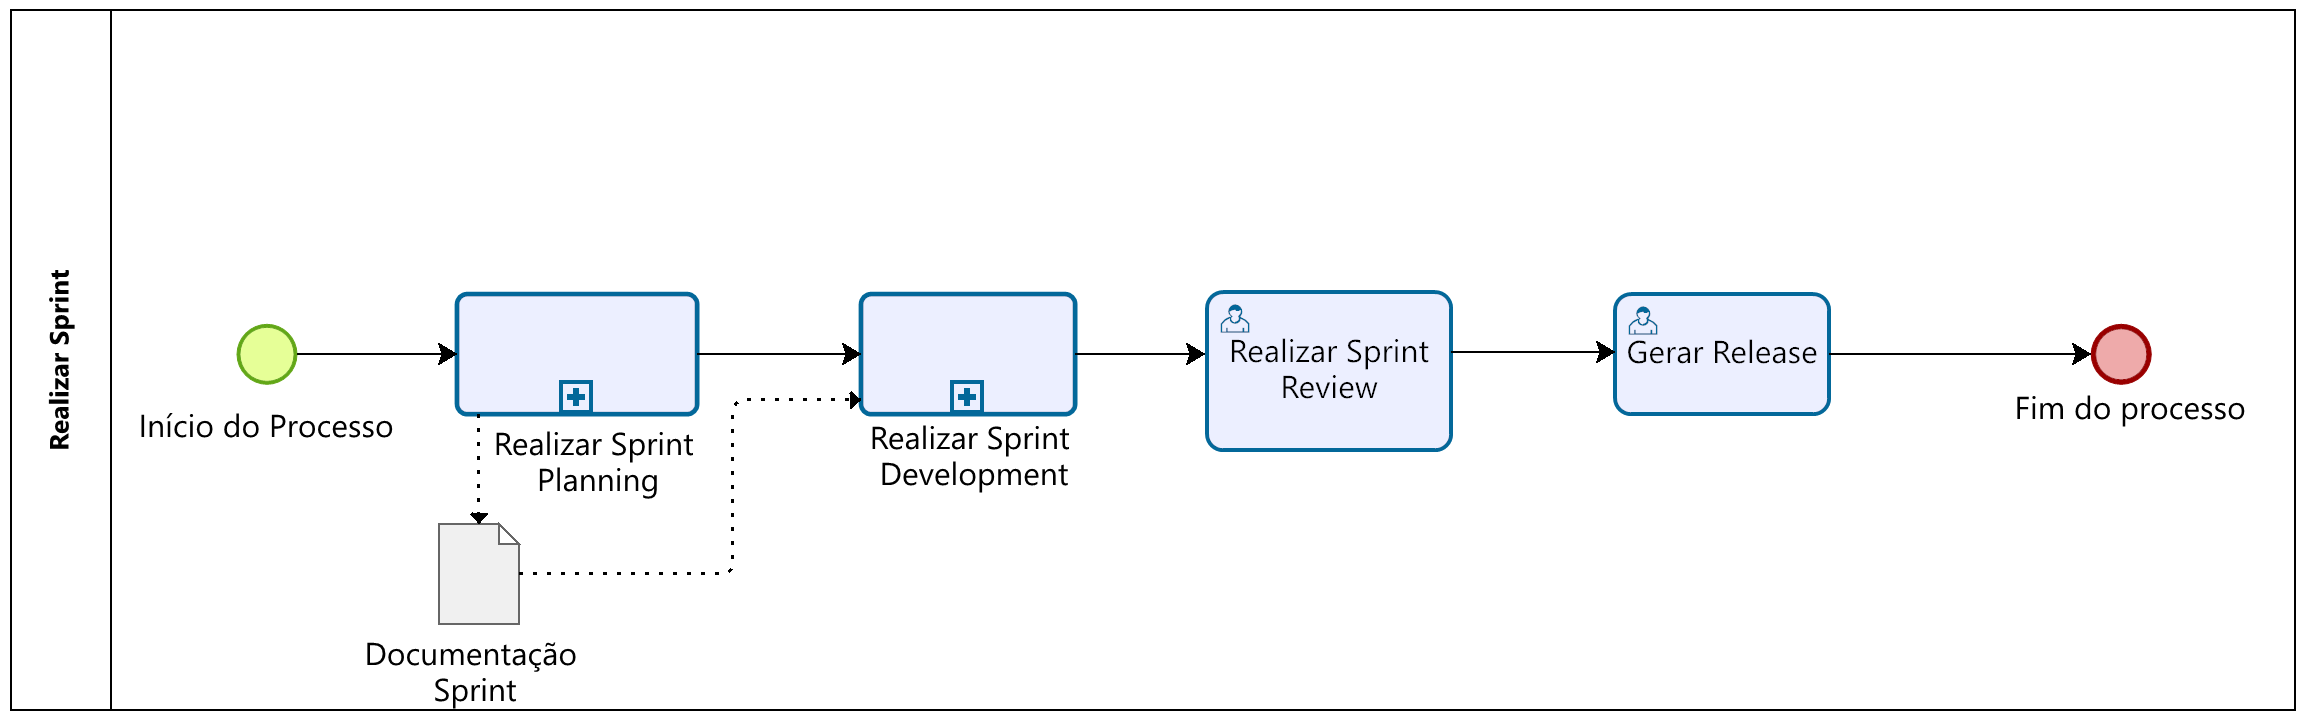 Realizar Sprint
Início do Processo
Realizar Sprint
Planning
Documentação
Sprint
Realizar Sprint
Development
Realizar Sprint
Review
Gerar Release
Fim do processo